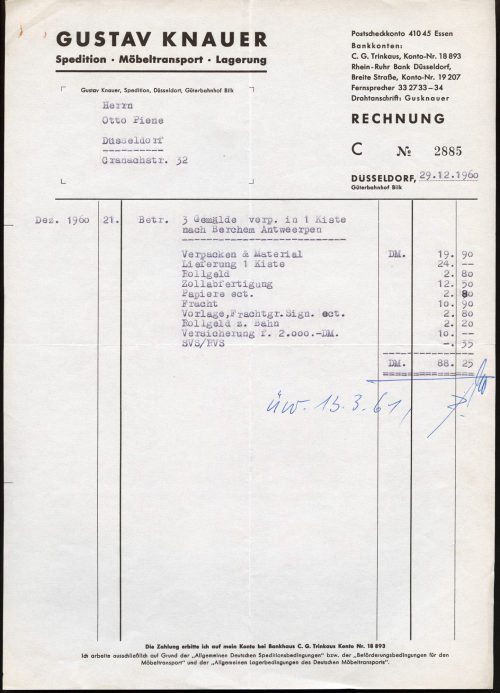 GUSTAV KNAUER
Spedition · Möbeltransport · Lagerung
Postscheckkonto 410 45 Essen
Bankkonten:
C. G. Trinkaus, Konto-Nr. 18 893
Rhein-Ruhr Bank Düsseldorf,
Breite Straße, Konto-Nr. 19 207
Fernsprecher 33 27 33–34
Drahtanschrift: Gusknauer
Gustav Knauer, Spedition, Düsseldorf, Güterbahnhof Bilk
Herrn
Otto Piene
Düsseldorf
Granachstr. 32
RECHNUNG
C № 2885
DUSSELDORF, 29.12.1960
Güterbahnhof Bilk
Dez. 1960 21. Betr. 3 Gemälde verp. in 1 Kiste
nach Berchem Antweerpen
Verpacken & Material DM. 19. 90
Lieferung 1 Kiste 24. --
Rollgeld 2. 80
Zollabfertigung 12. 50
Papiere ect. 2. 80
Fracht 10. 90
Vorlage,Frachtgr.Sign. ect. 2. 80
Rollgeld z. Bahn 2. 20
Versicherung f. 2.000.-DM. 10. --
SVS/RVS -. 35
DM. 88. 25
üw. 13.3.61,
Die Zahlung erbitte ich auf mein Konto bei Bankhaus C. G. Trinkaus Konto Nr. 18 893
Ich arbeite ausschließlich auf Grund der „Allgemeinen Deutschen Speditionsbedingungen" bzw. der „Beförderungsbedingungen für den
Möbeltransport" und der „Allgemeinen Lagerbedingungen des Deutschen Möbeltransports".